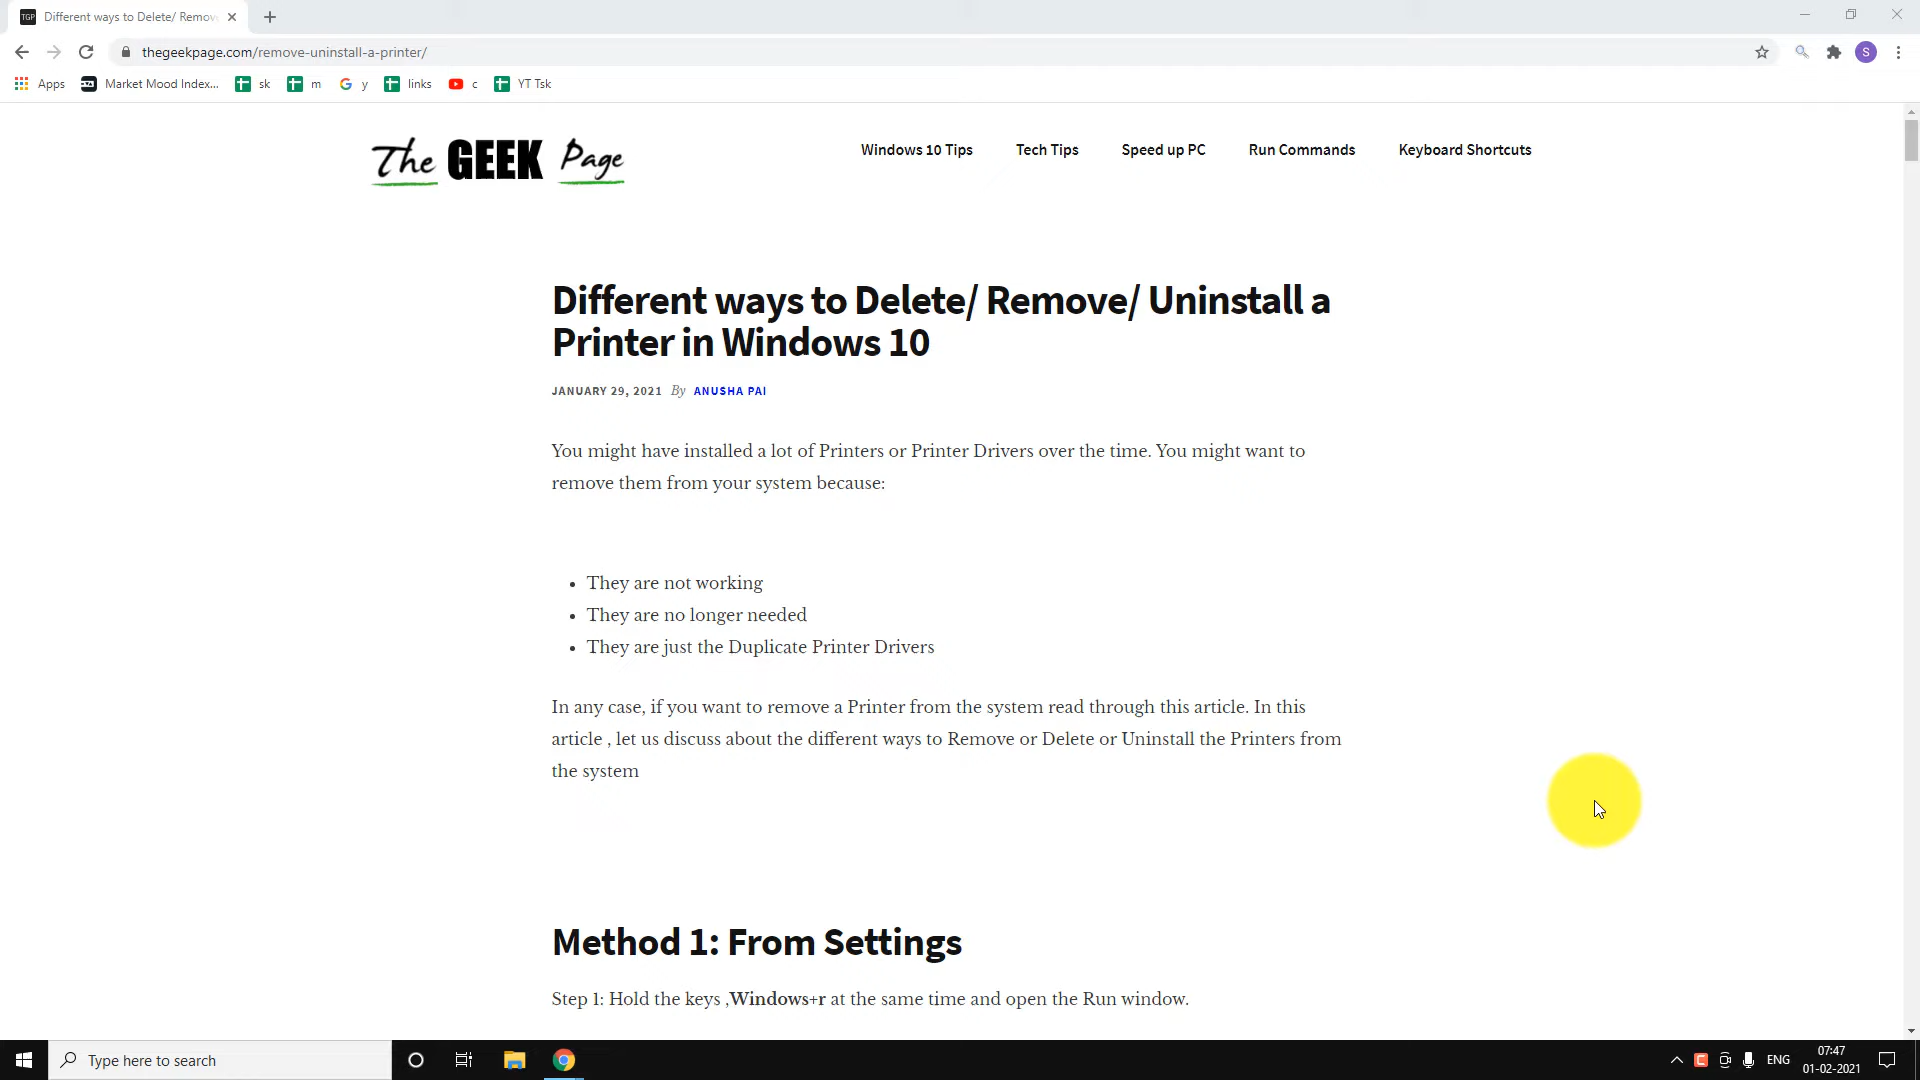 TGP Different ways to Delete/ Remov
thegeekpage.com/remove-uninstall-a-printer/
S
Apps Market Mood Index... sk m y links c YT Tsk
The GEEK Page
Windows 10 Tips Tech Tips Speed up PC Run Commands Keyboard Shortcuts
Different ways to Delete/ Remove/ Uninstall a
Printer in Windows 10
JANUARY 29, 2021 By ANUSHA PAI
You might have installed a lot of Printers or Printer Drivers over the time. You might want to
remove them from your system because:
• They are not working
• They are no longer needed
• They are just the Duplicate Printer Drivers
In any case, if you want to remove a Printer from the system read through this article. In this
article , let us discuss about the different ways to Remove or Delete or Uninstall the Printers from
the system
Method 1: From Settings
Step 1: Hold the keys ,Windows+r at the same time and open the Run window.
Type here to search
ENG
07:47
01-02-2021